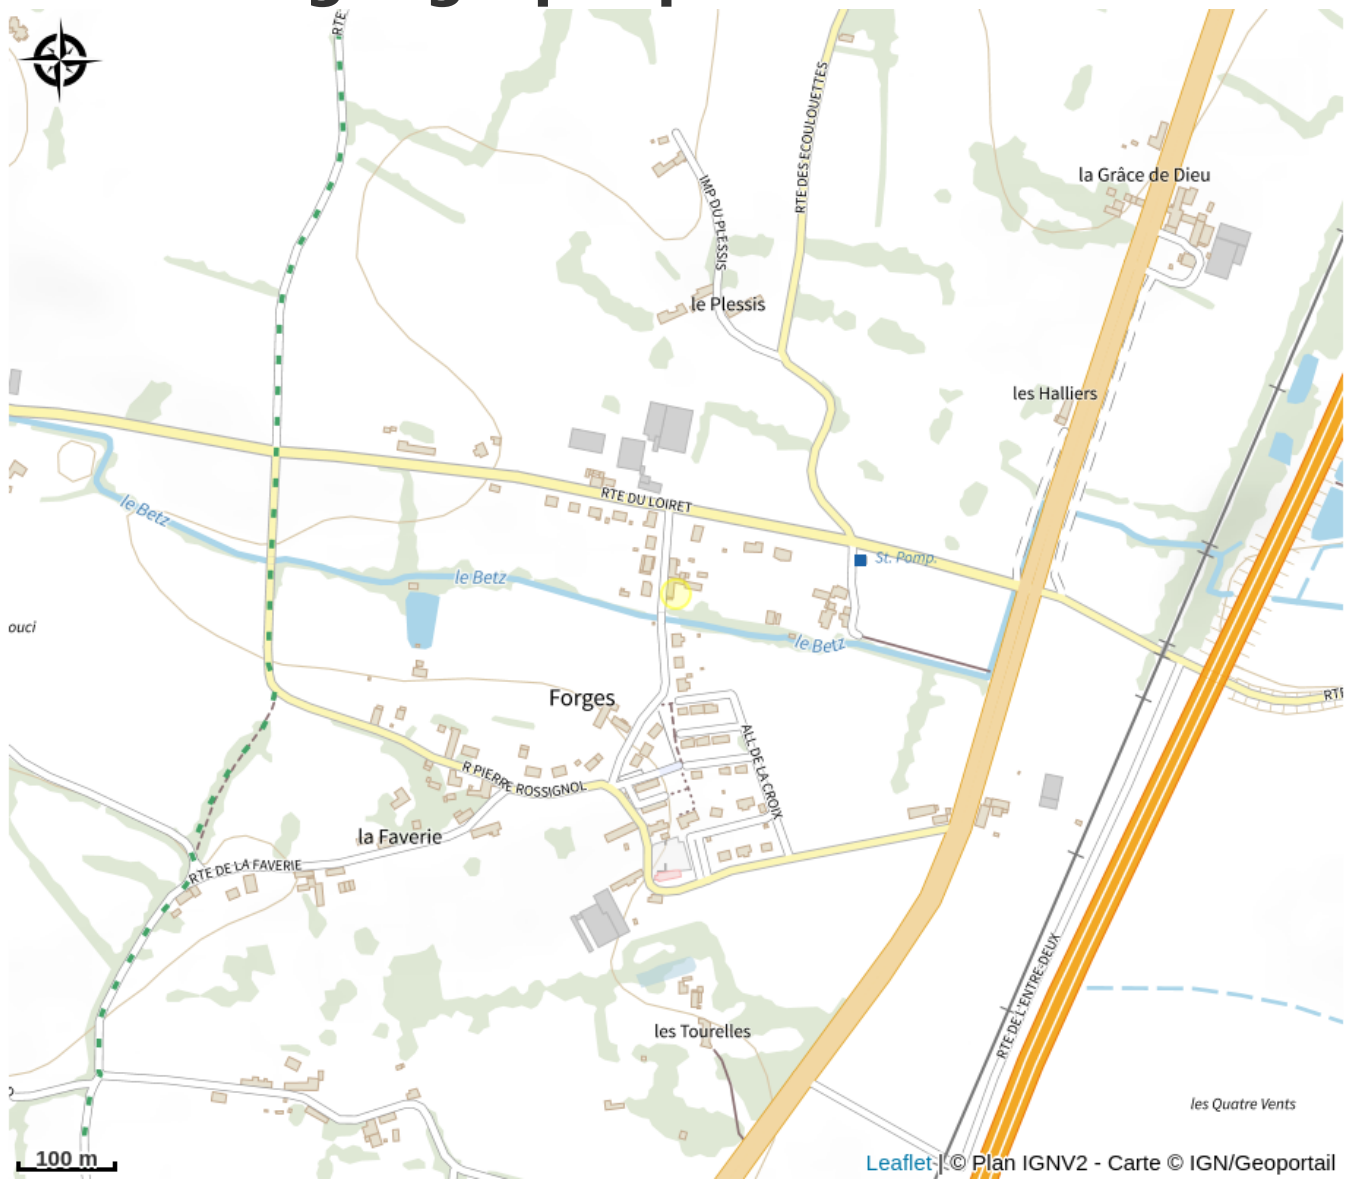 RTE
RTE DES ECOULOUETTES
la Grâce de Dieu
IMP DU PLESSIS
le Plessis
les Halliers
RTE DU LOIRET
le Betz
St. Pomp.
le Betz
le Betz
ouci
Forges
RTE
ALL DE LA CROIX
R PIERRE ROSSIGNOL
la Faverie
RTE DE LA FAVERIE
RTE DE L'ENTRE-DEUX
les Tourelles
les Quatre Vents
100 m
Leaflet | © Plan IGNV2 - Carte © IGN/Geoportail